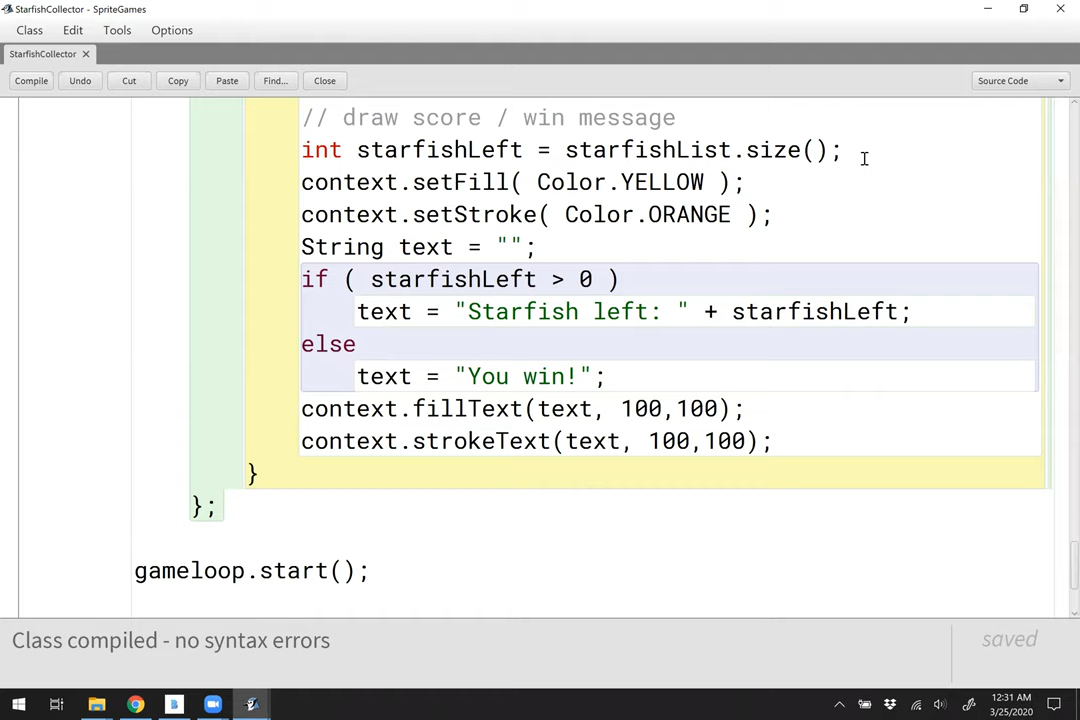 StarfishCollector - SpriteGames
Class Edit Tools Options
StarfishCollector
Compile Undo Cut Copy Paste Find... Close Source Code
// draw score / win message
int starfishLeft = starfishList.size();
context.setFill( Color.YELLOW );
context.setStroke( Color.ORANGE );
String text = "";
if ( starfishLeft > 0 )
text = "Starfish left: " + starfishLeft;
else
text = "You win!";
context.fillText(text, 100,100);
context.strokeText(text, 100,100);
}
};
gameloop.start();
Class compiled - no syntax errors
saved
12:31 AM
3/25/2020